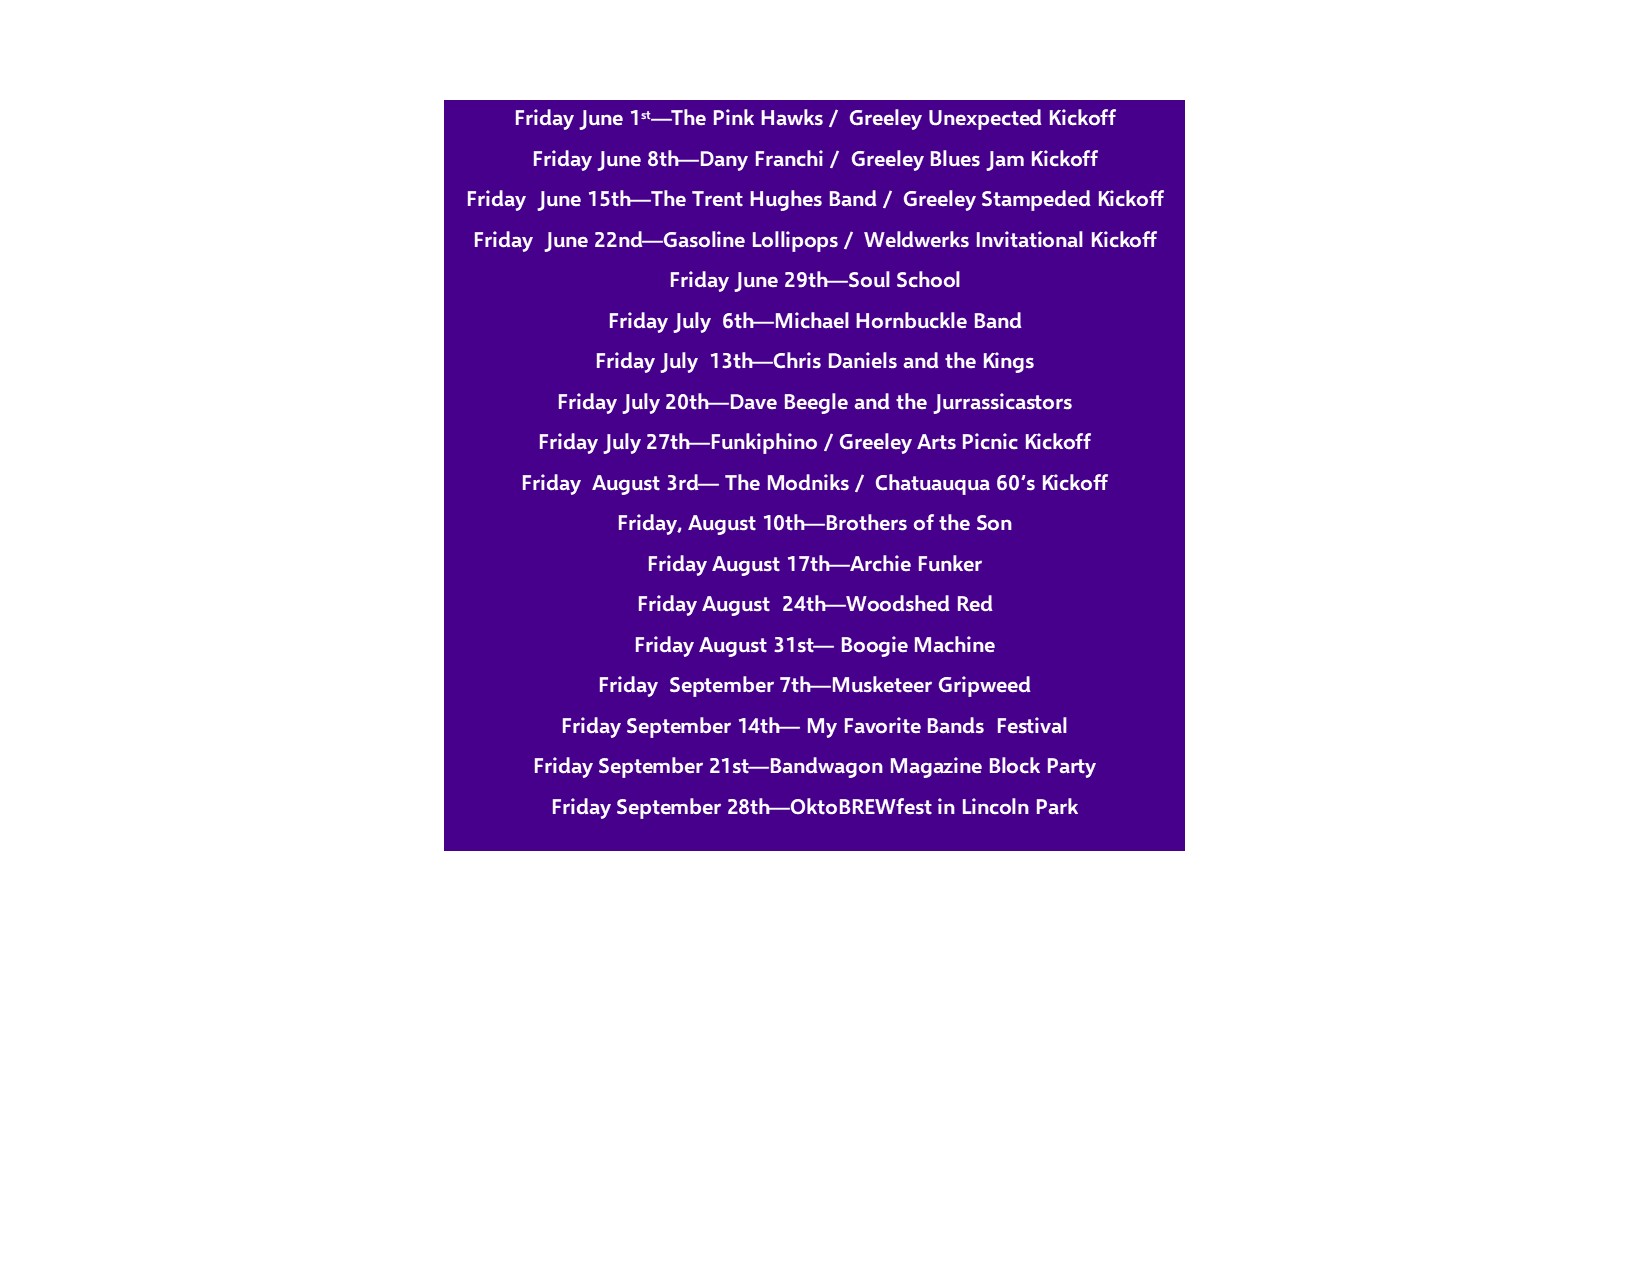 Friday June 1st—The Pink Hawks /  Greeley Unexpected Kickoff
Friday June 8th—Dany Franchi /  Greeley Blues Jam Kickoff
Friday  June 15th—The Trent Hughes Band /  Greeley Stampeded Kickoff
Friday  June 22nd—Gasoline Lollipops /  Weldwerks Invitational Kickoff
Friday June 29th—Soul School
Friday July  6th—Michael Hornbuckle Band
Friday July  13th—Chris Daniels and the Kings
Friday July 20th—Dave Beegle and the Jurrassicastors
Friday July 27th—Funkiphino / Greeley Arts Picnic Kickoff
Friday  August 3rd— The Modniks /  Chatuauqua 60’s Kickoff
Friday, August 10th—Brothers of the Son
Friday August 17th—Archie Funker
Friday August  24th—Woodshed Red
Friday August 31st— Boogie Machine
Friday  September 7th—Musketeer Gripweed
Friday September 14th— My Favorite Bands  Festival
Friday September 21st—Bandwagon Magazine Block Party
Friday September 28th—OktoBREWfest in Lincoln Park